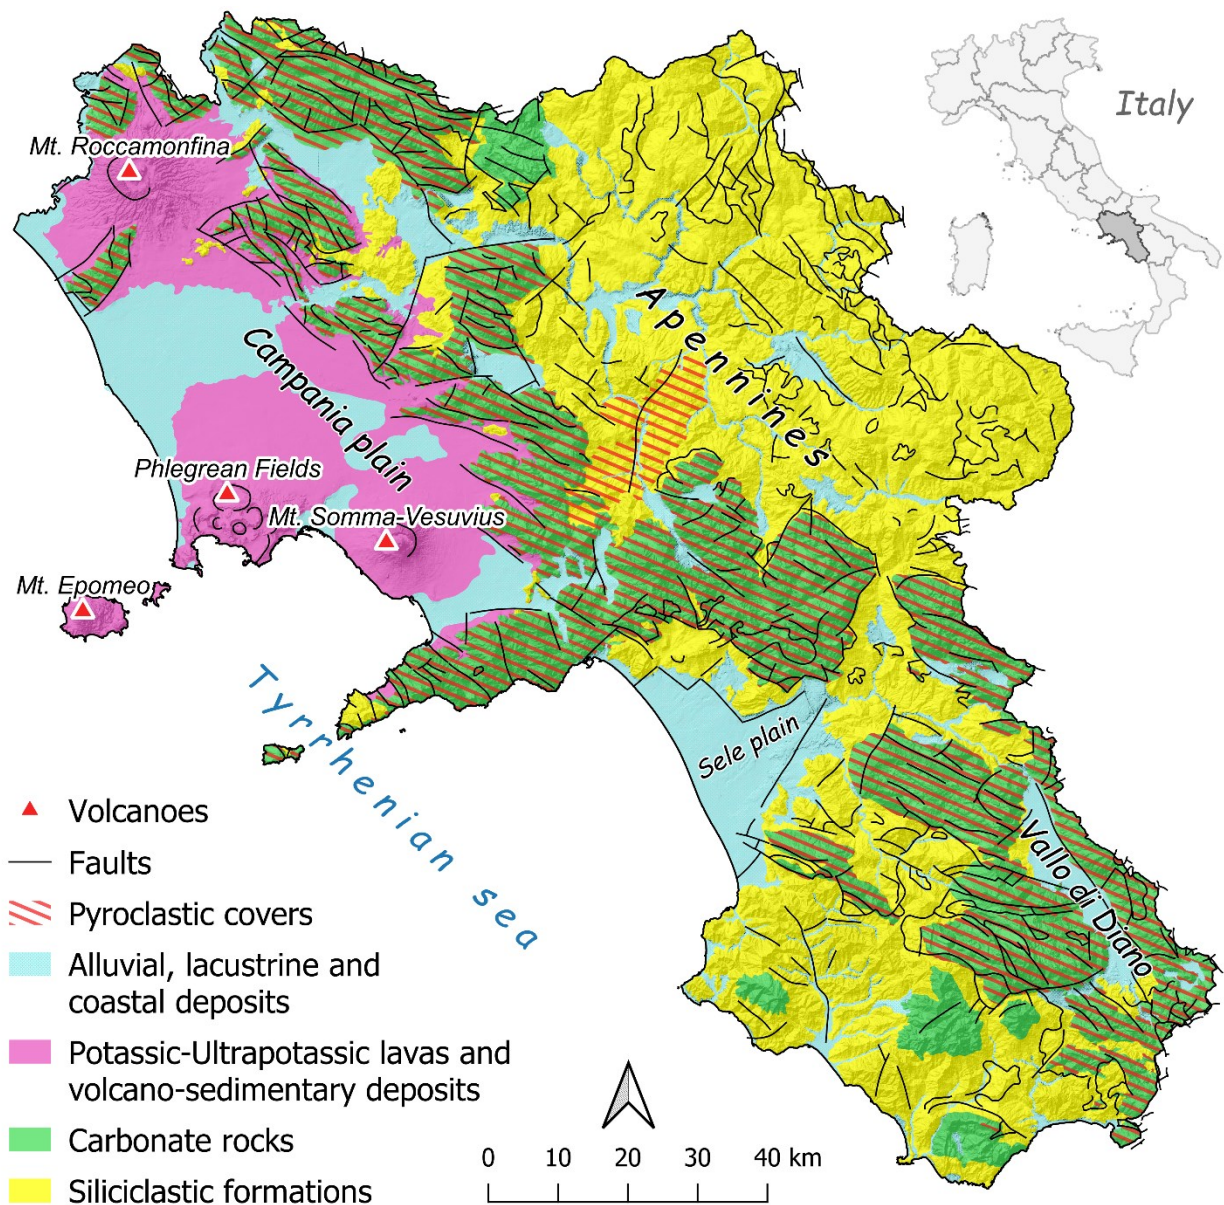 Italy
Mt. Roccamonfina
Apennines
Campania plain
Phlegrean Fields
Mt. Somma-Vesuvius
Mt. Epomeo
Tyrrhenian sea
Sele plain
Vallo di Diano
Volcanoes
Faults
Pyroclastic covers
Alluvial, lacustrine and
coastal deposits
Potassic-Ultrapotassic lavas and
volcano-sedimentary deposits
Carbonate rocks
Siliciclastic formations
0 10 20 30 40 km